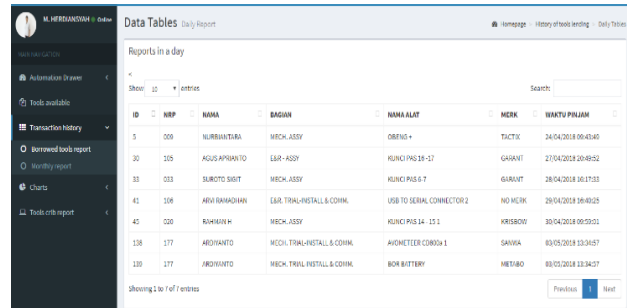 M. HERDIANSYAH Online
Data Tables Daily Report
Homepage > History of tools lending > Daily Tables
MAIN NAVIGATION
Automation Drawer
Tools available
Transaction history
Borrowed tools report
Monthly report
Charts
Tools crib report
Reports in a day
<
Show 10 entries
Search:
ID NRP NAMA BAGIAN NAMA ALAT MERK WAKTU PINJAM
5 009 NURBIANTARA MECH. ASSY OBENG + TACTIX 24/04/2018 09:43:49
30 105 AGUS APRIANTO E&R - ASSY KUNCI PAS 16 -17 GARANT 27/04/2018 20:49:52
33 033 SUROTO SIGIT MECH. ASSY KUNCI PAS 6-7 GARANT 28/04/2018 10:17:33
41 106 ARVI RAMADHAN E&R. TRIAL-INSTALL & COMM. USB TO SERIAL CONNECTOR 2 NO MERK 29/04/2018 16:40:25
45 020 RAHMAN H MECH. ASSY KUNCI PAS 14 - 15 1 KRISBOW 30/04/2018 09:53:01
138 177 ARDIYANTO MECH. TRIAL-INSTALL & COMM. AVOMETEER CD800a 1 SANWA 03/05/2018 13:34:57
139 177 ARDIYANTO MECH. TRIAL-INSTALL & COMM. BOR BATTERY METABO 03/05/2018 13:34:57
Showing 1 to 7 of 7 entries
Previous 1 Next